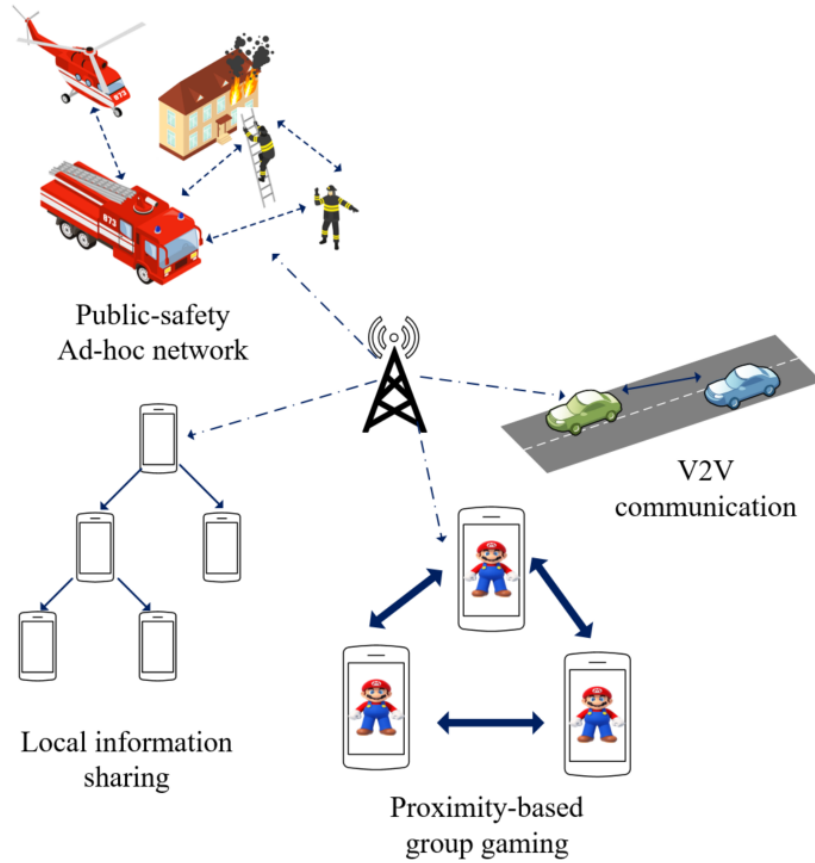 873
873
Public-safety
Ad-hoc network
V2V
communication
Local information
sharing
Proximity-based
group gaming